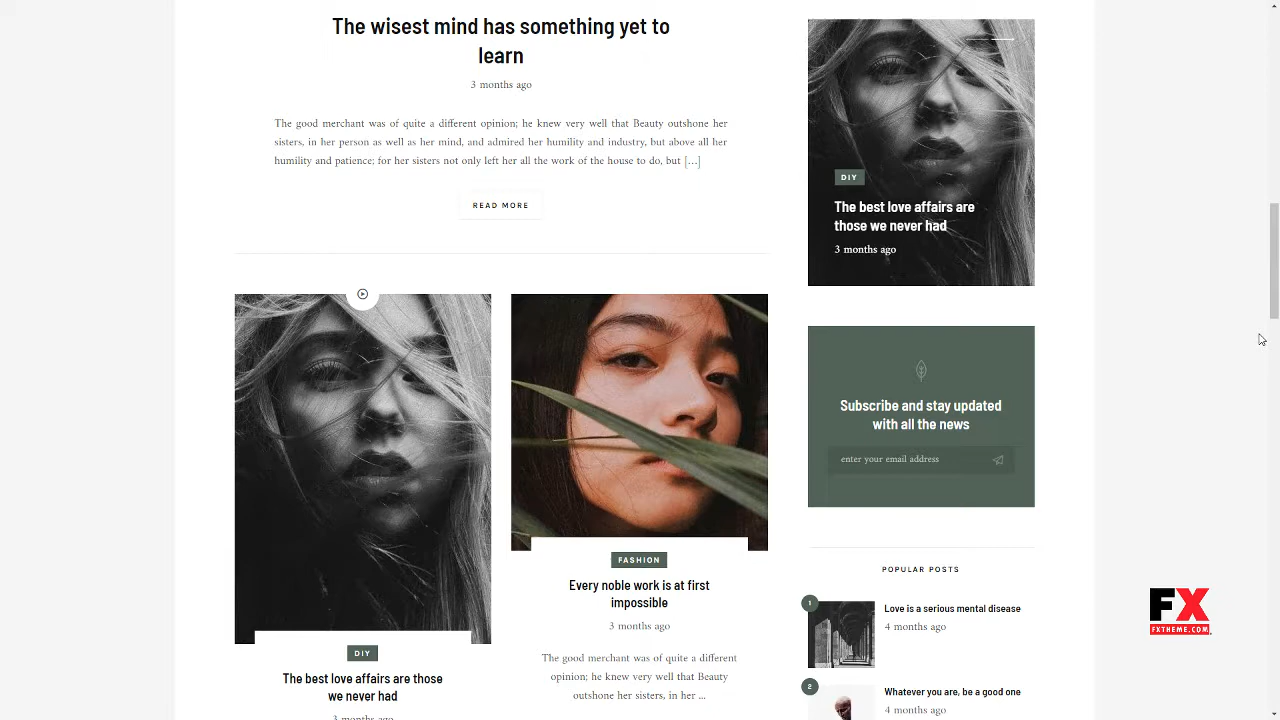 The wisest mind has something yet to
learn
3 months ago
The good merchant was of quite a different opinion; he knew very well that Beauty outshone her
sisters, in her person as well as her mind, and admired her humility and industry, but above all her
humility and patience; for her sisters not only left her all the work of the house to do, but [...]
READ MORE
DIY
The best love affairs are those
we never had
3 months ago
FASHION
Every noble work is at first
impossible
3 months ago
The good merchant was of quite a different
opinion; he knew very well that Beauty
outshone her sisters, in her ...
DIY
The best love affairs are
those we never had
3 months ago
Subscribe and stay updated
with all the news
enter your email address
POPULAR POSTS
1
Love is a serious mental disease
4 months ago
2
Whatever you are, be a good one
4 months ago
FX
FXTHEME.COM